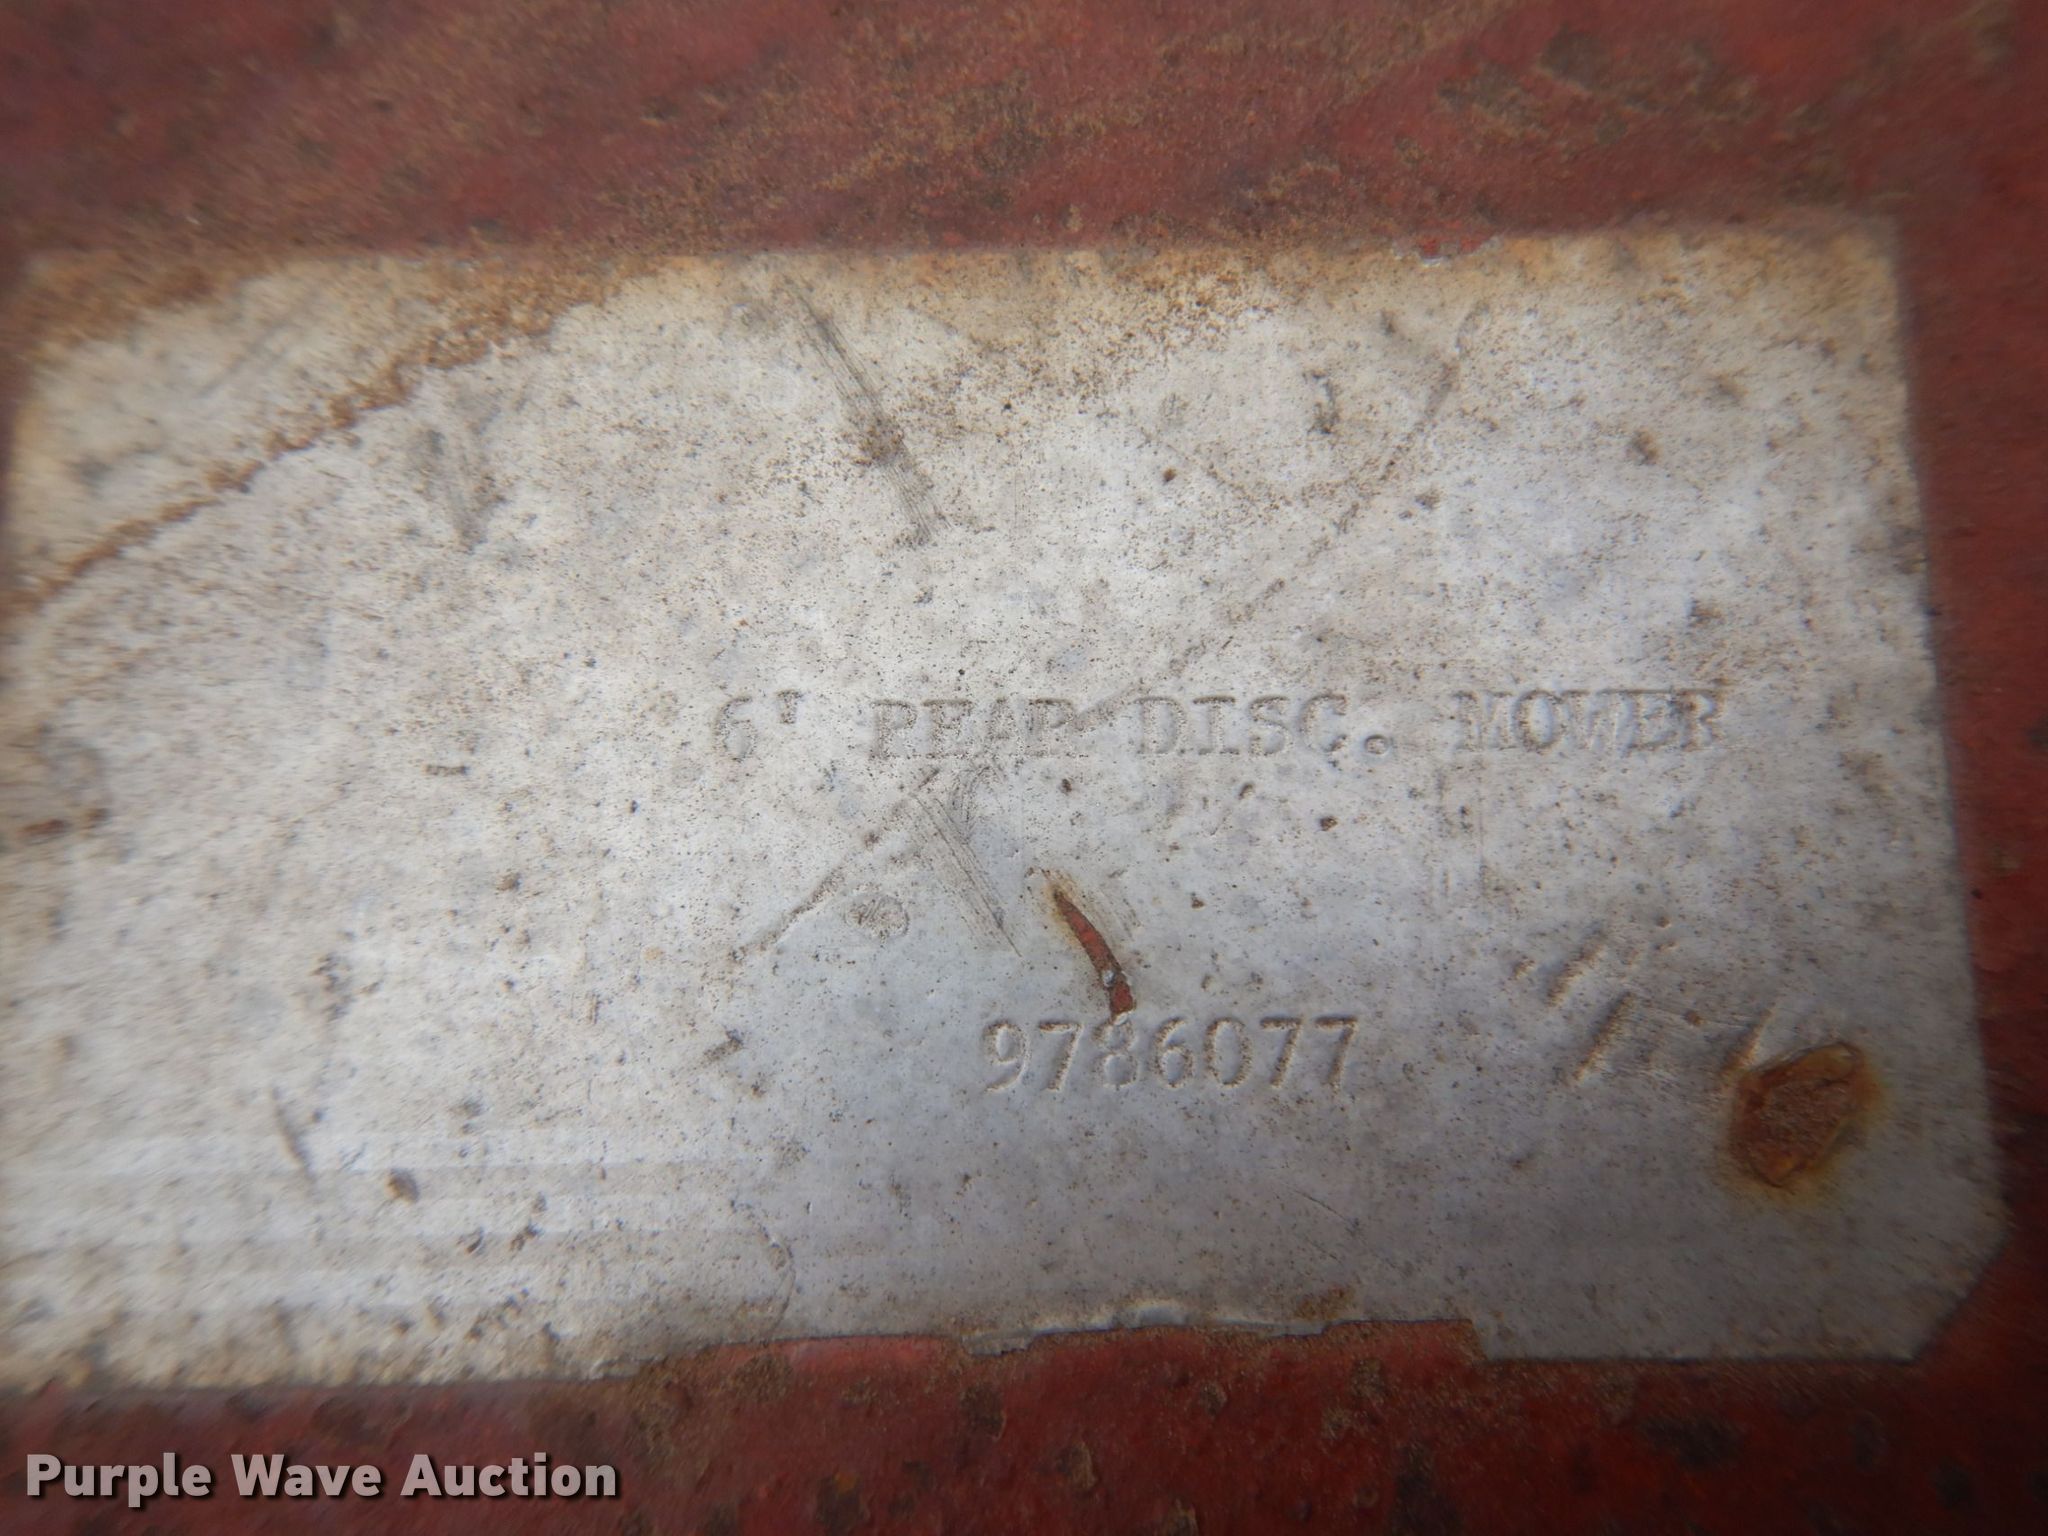 6' REAR DISC. MOWER
9786077
Purple Wave Auction